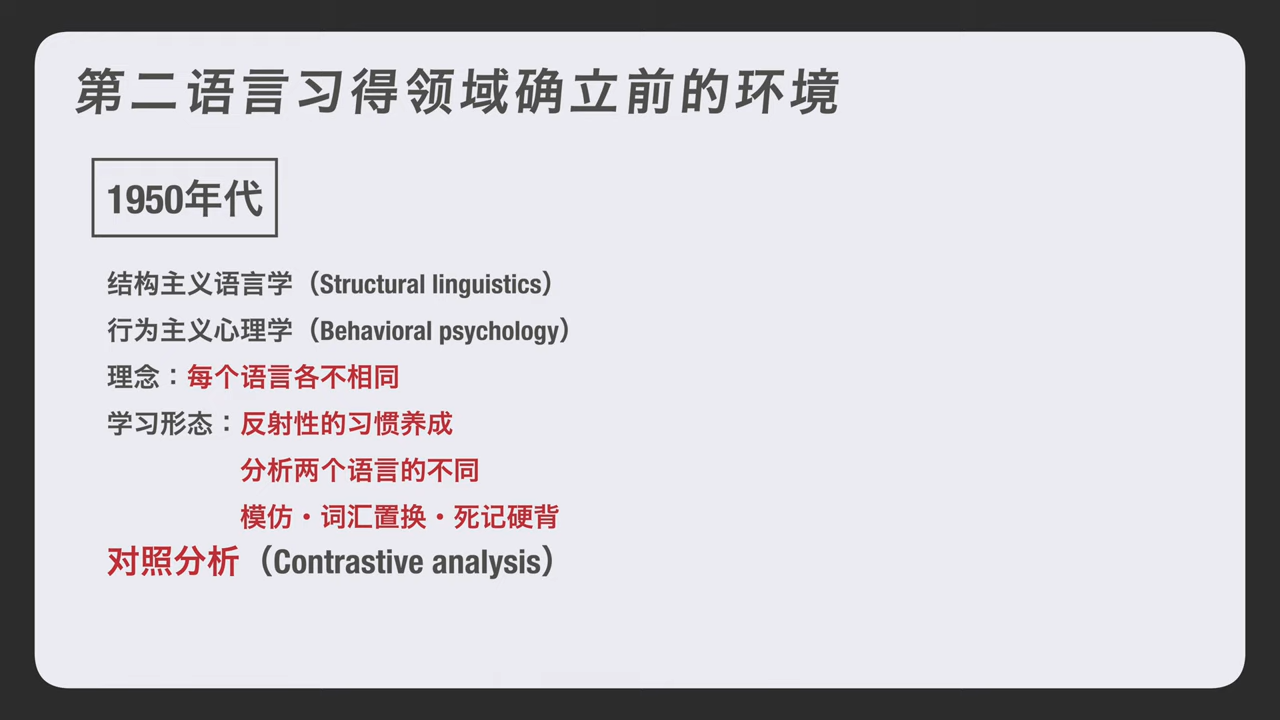 第二语言习得领域确立前的环境
1950年代
结构主义语言学（Structural linguistics）
行为主义心理学（Behavioral psychology）
理念：每个语言各不相同
学习形态：反射性的习惯养成
分析两个语言的不同
模仿・词汇置换・死记硬背
对照分析（Contrastive analysis）